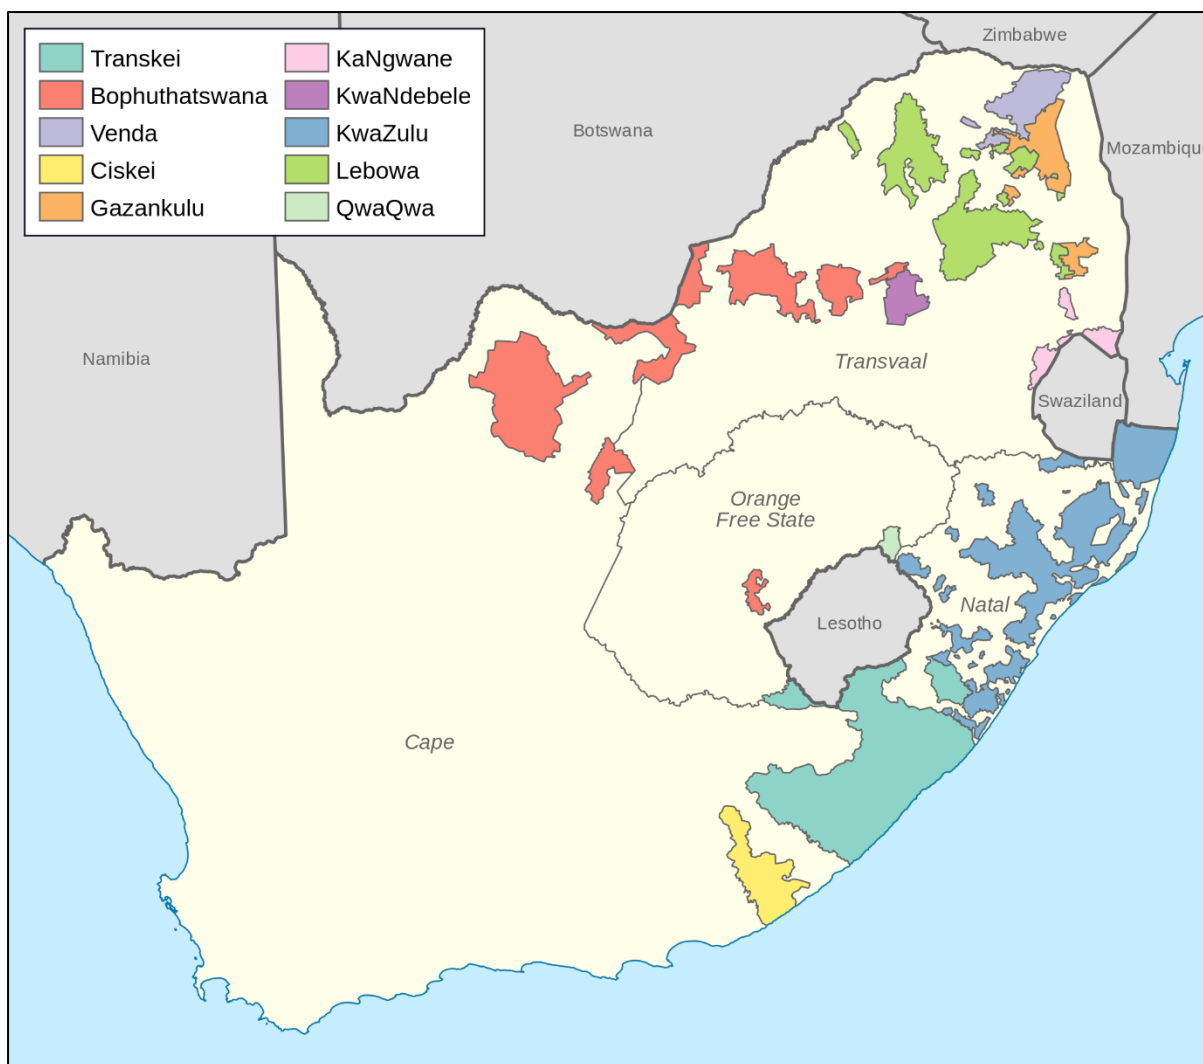 Transkei
Bophuthatswana
Venda
Ciskei
Gazankulu
KaNgwane
KwaNdebele
KwaZulu
Lebowa
QwaQwa
Zimbabwe
Botswana
Mozambique
Namibia
Transvaal
Swaziland
Orange
Free State
Natal
Lesotho
Cape